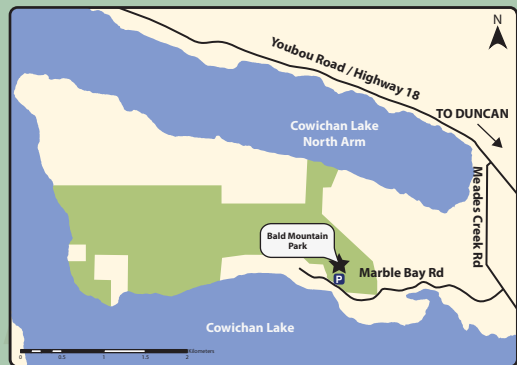 N
Youbou Road / Highway 18
TO DUNCAN
Cowichan Lake
North Arm
Meades Creek Rd
Bald Mountain
Park
P
Marble Bay Rd
Cowichan Lake
Kilometers
0 0.5 1 1.5 2